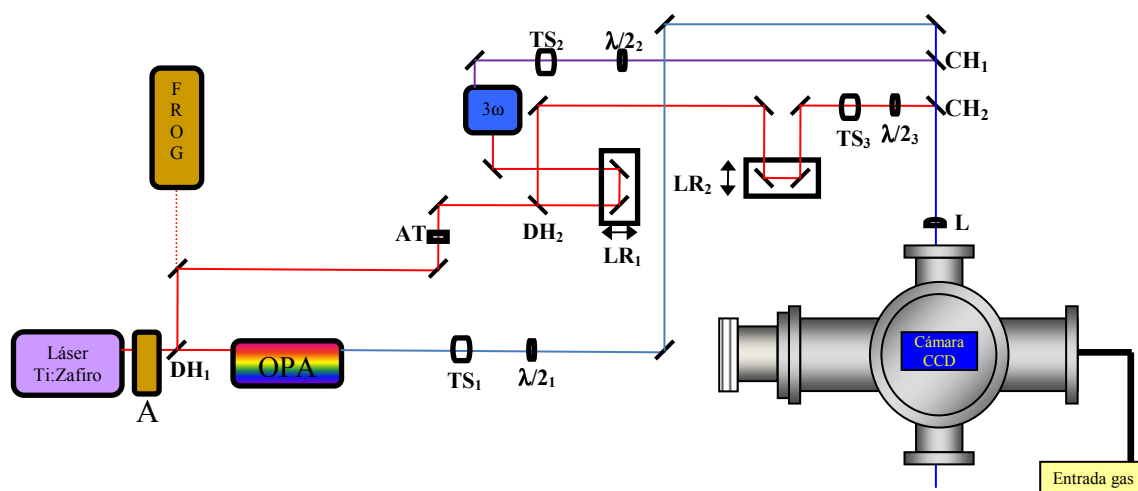 F
R
O
G
TS₂
λ/2₂
CH₁
3ω
TS₃
λ/2₃
CH₂
LR₂
AT
DH₂
LR₁
L
Láser
Ti:Zafiro
A
DH₁
OPA
TS₁
λ/2₁
Cámara
CCD
Entrada gas